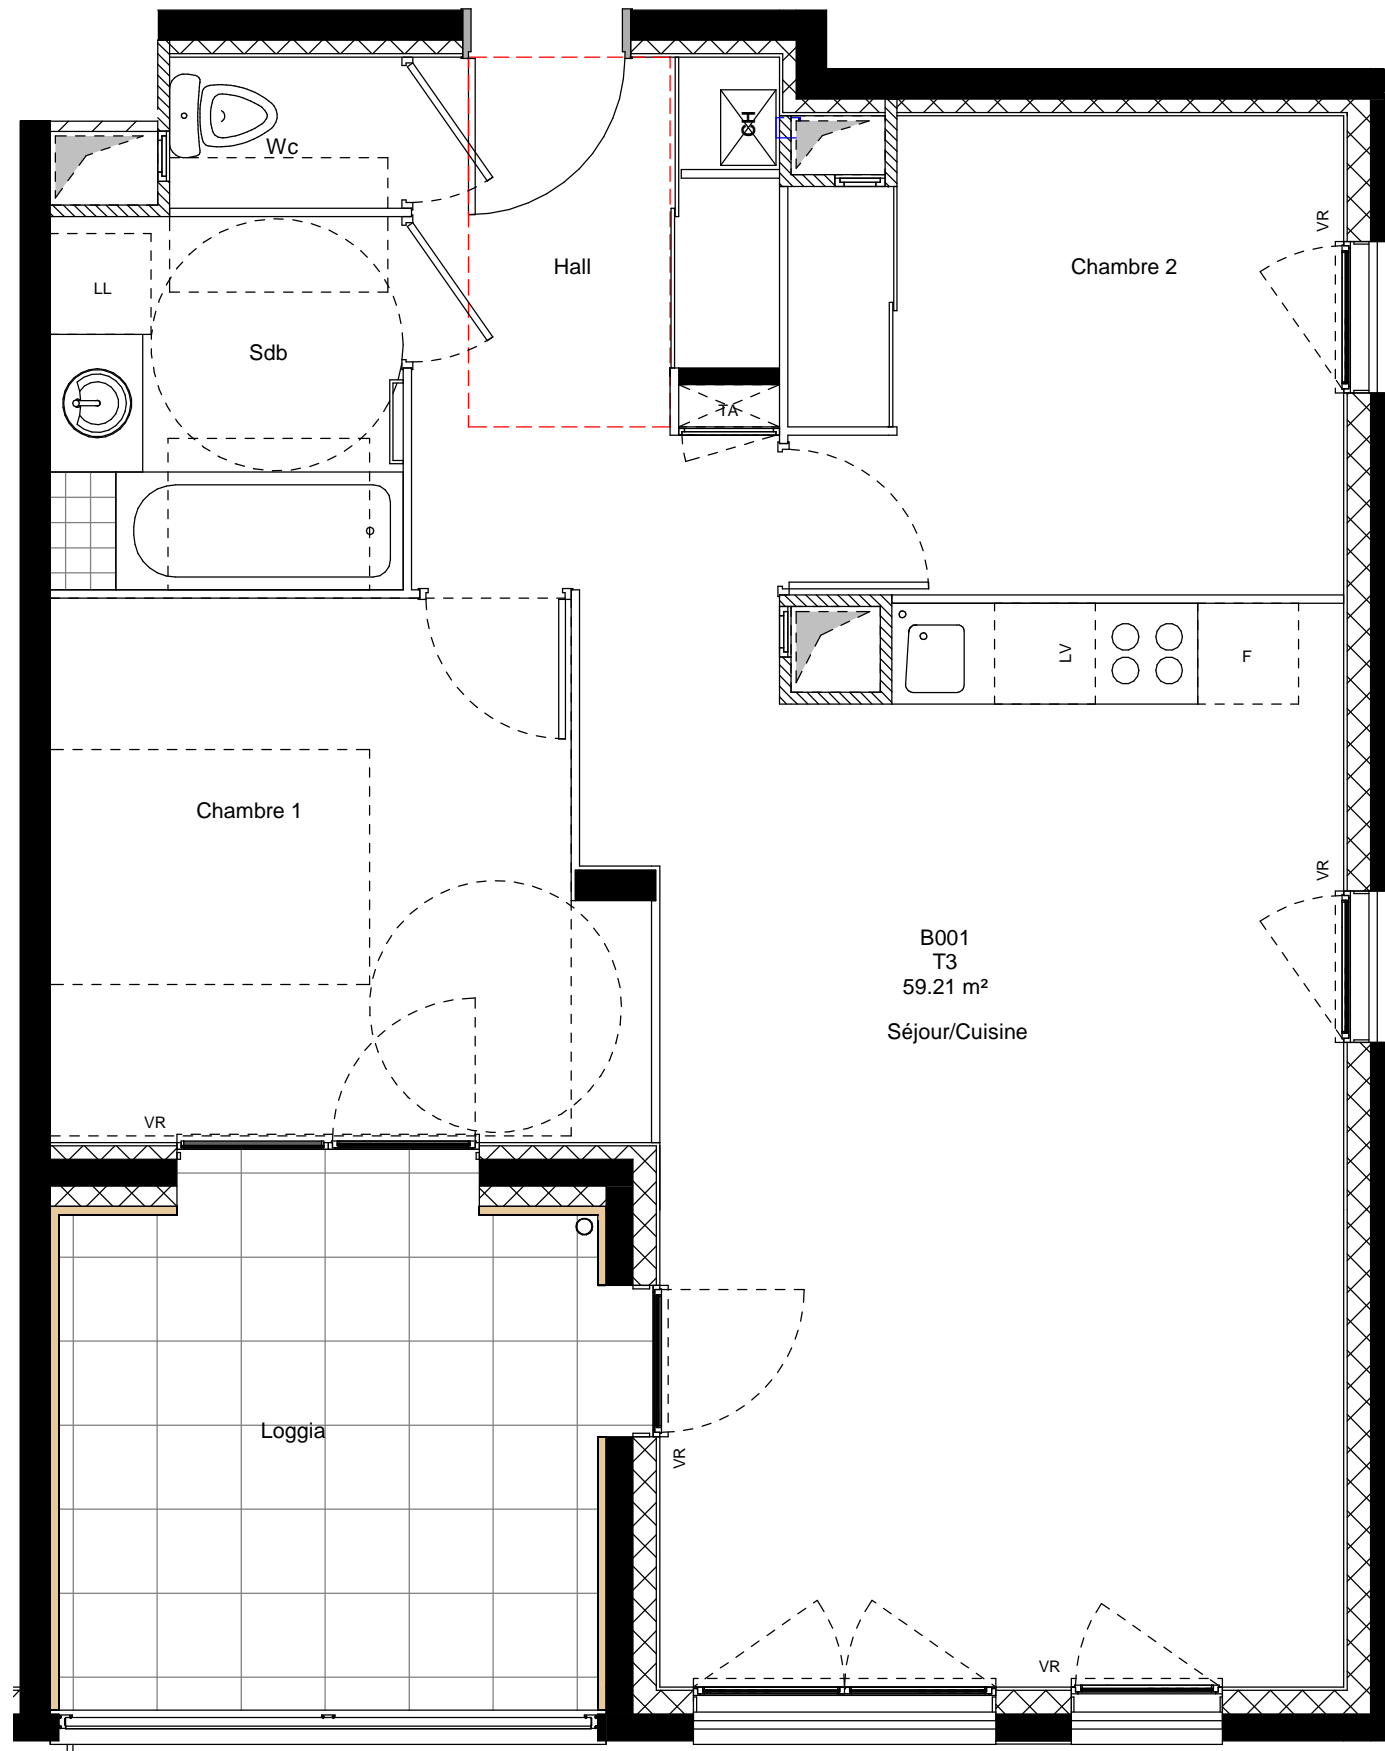 Wc
CH
Hall
Chambre 2
VR
LL
Sdb
TA
LV
F
Chambre 1
VR
B001
T3
59.21 m²
Séjour/Cuisine
VR
Loggia
VR
VR